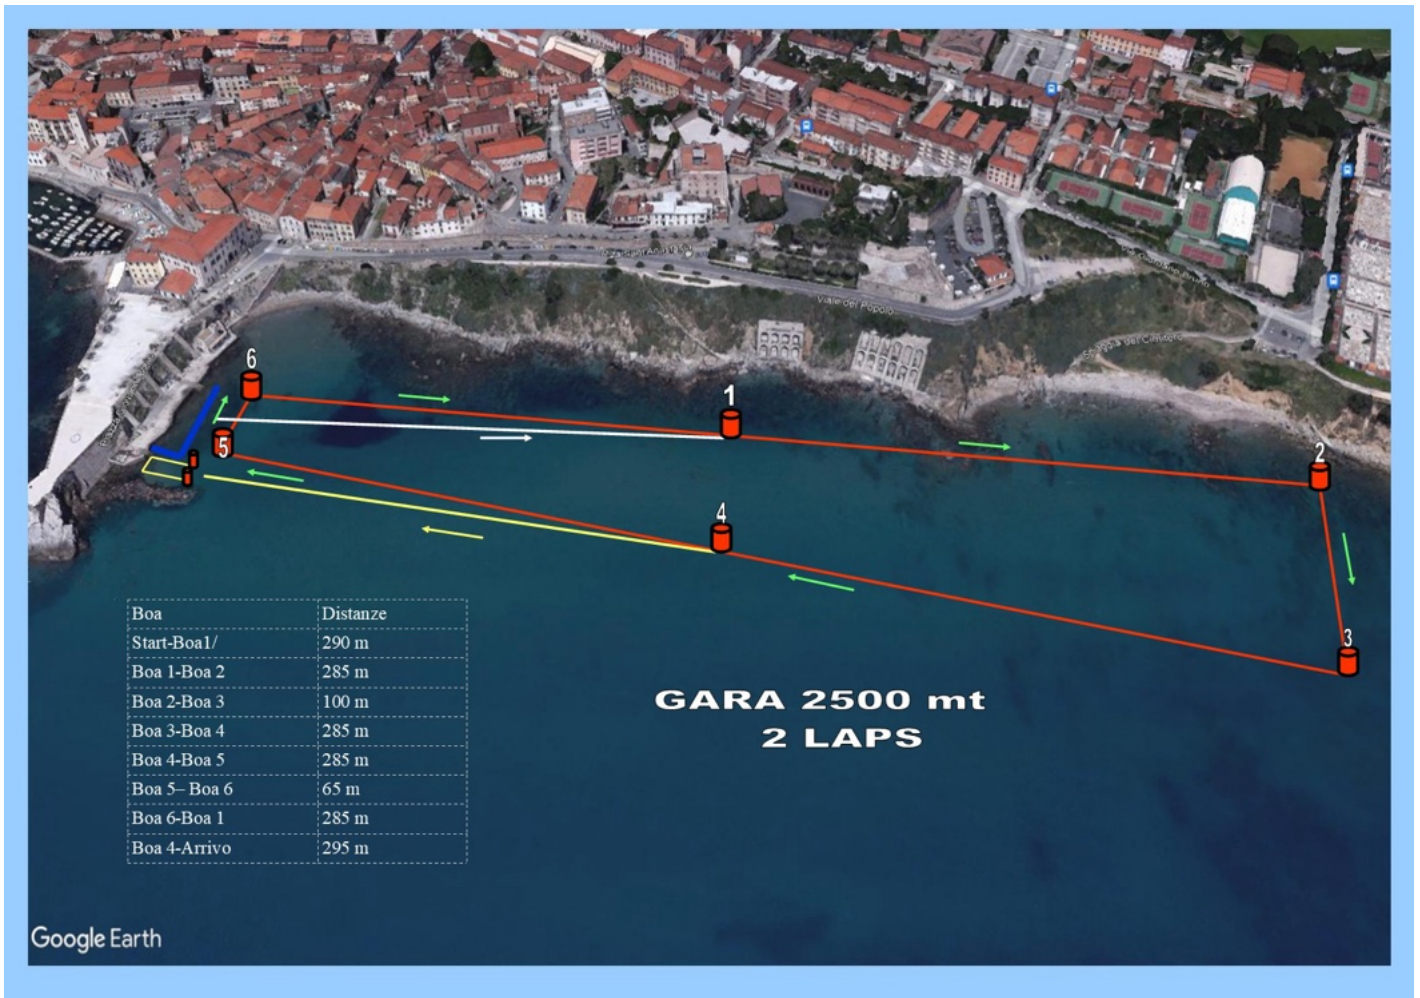 Viale del Popolo
6
1
5
2
4
3
Boa Distanze
Start-Boa1/ 290 m
Boa 1-Boa 2 285 m
Boa 2-Boa 3 100 m
Boa 3-Boa 4 285 m
Boa 4-Boa 5 285 m
Boa 5– Boa 6 65 m
Boa 6-Boa 1 285 m
Boa 4-Arrivo 295 m
GARA 2500 mt
2 LAPS
Google Earth